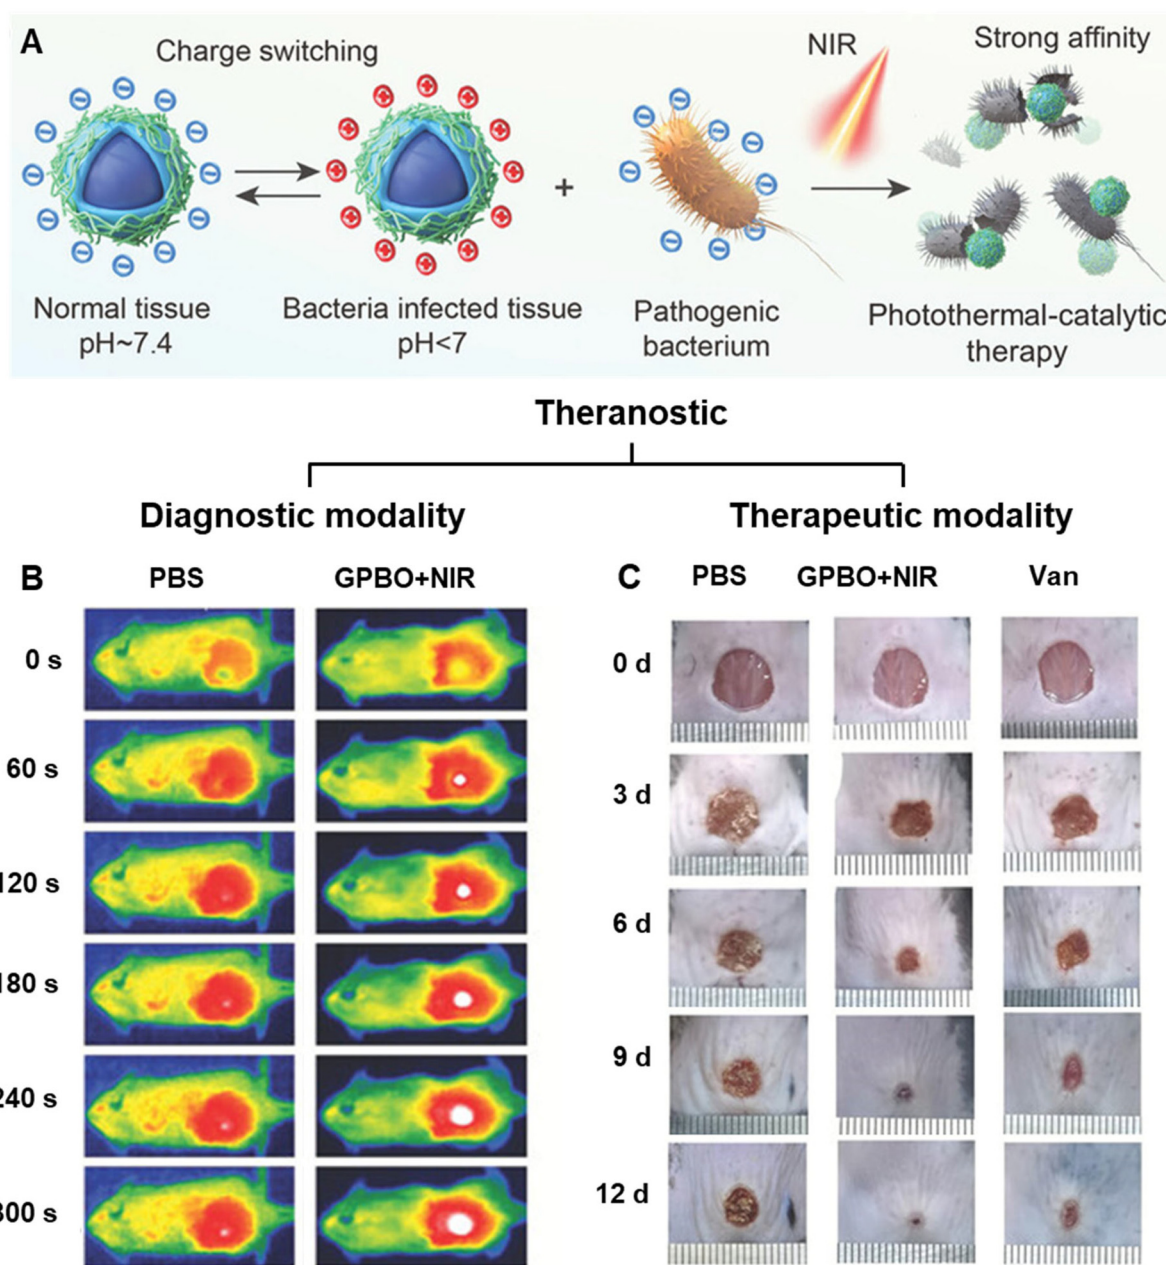 A
Charge switching
NIR
Strong affinity
+
Normal tissue
pH~7.4
Bacteria infected tissue
pH<7
Pathogenic
bacterium
Photothermal-catalytic
therapy
Theranostic
Diagnostic modality
Therapeutic modality
B
PBS
GPBO+NIR
0 s
60 s
120 s
180 s
240 s
300 s
C
PBS
GPBO+NIR
Van
0 d
3 d
6 d
9 d
12 d